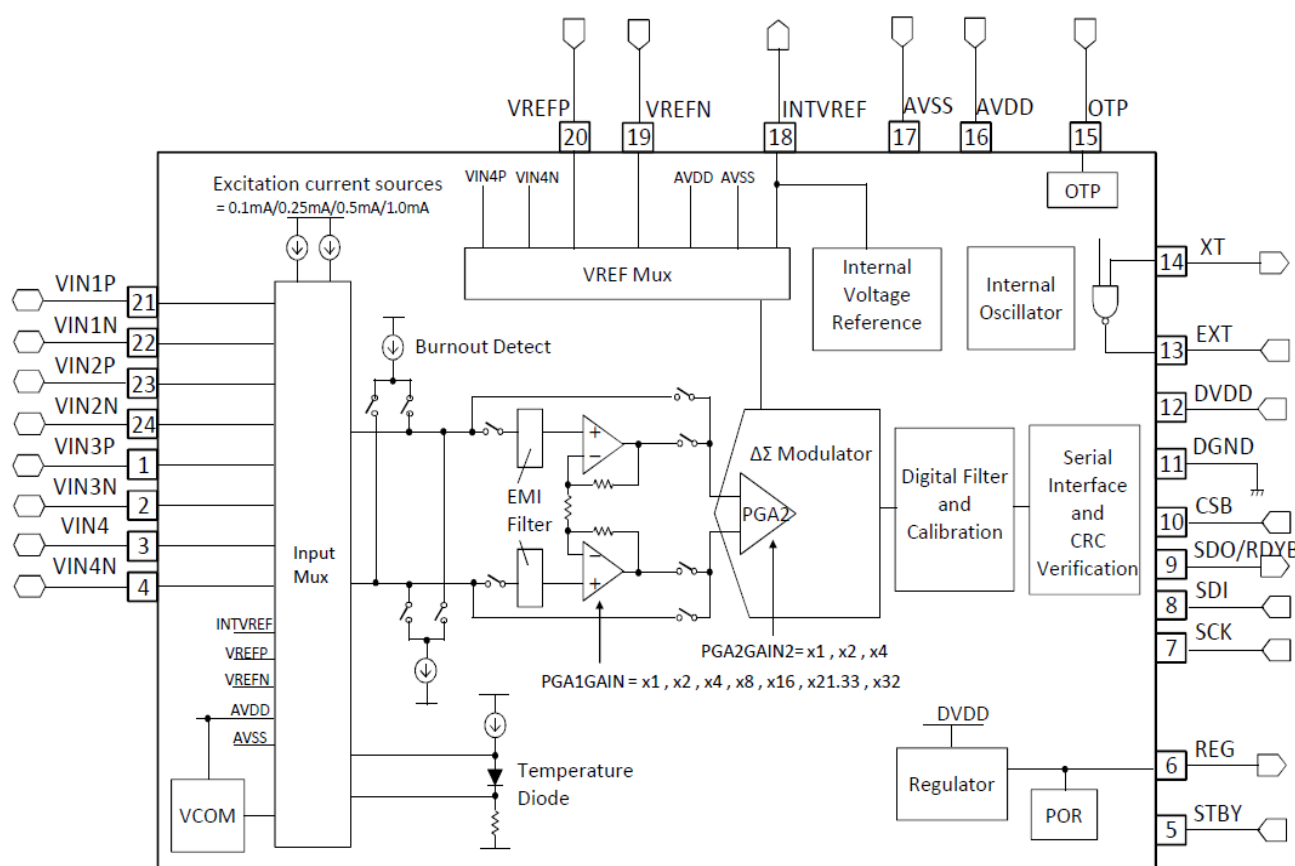 VREFP
VREFN
INTVREF
AVSS
AVDD
OTP
20
19
18
17
16
15
Excitation current sources
= 0.1mA/0.25mA/0.5mA/1.0mA
VIN4P
VIN4N
AVDD
AVSS
OTP
VREF Mux
Internal
Voltage
Reference
Internal
Oscillator
14
XT
13
EXT
12
DVDD
11
DGND
10
CSB
9
SDO/RDYB
8
SDI
7
SCK
6
REG
5
STBY
VIN1P
21
VIN1N
22
VIN2P
23
VIN2N
24
VIN3P
1
VIN3N
2
VIN4
3
VIN4N
4
Input
Mux
Burnout Detect
EMI
Filter
+
−
−
+
ΔΣ Modulator
PGA2
Digital Filter
and
Calibration
Serial
Interface
and
CRC
Verification
PGA2GAIN2= x1 , x2 , x4
PGA1GAIN = x1 , x2 , x4 , x8 , x16 , x21.33 , x32
INTVREF
VREFP
VREFN
AVDD
AVSS
VCOM
Temperature
Diode
DVDD
Regulator
POR